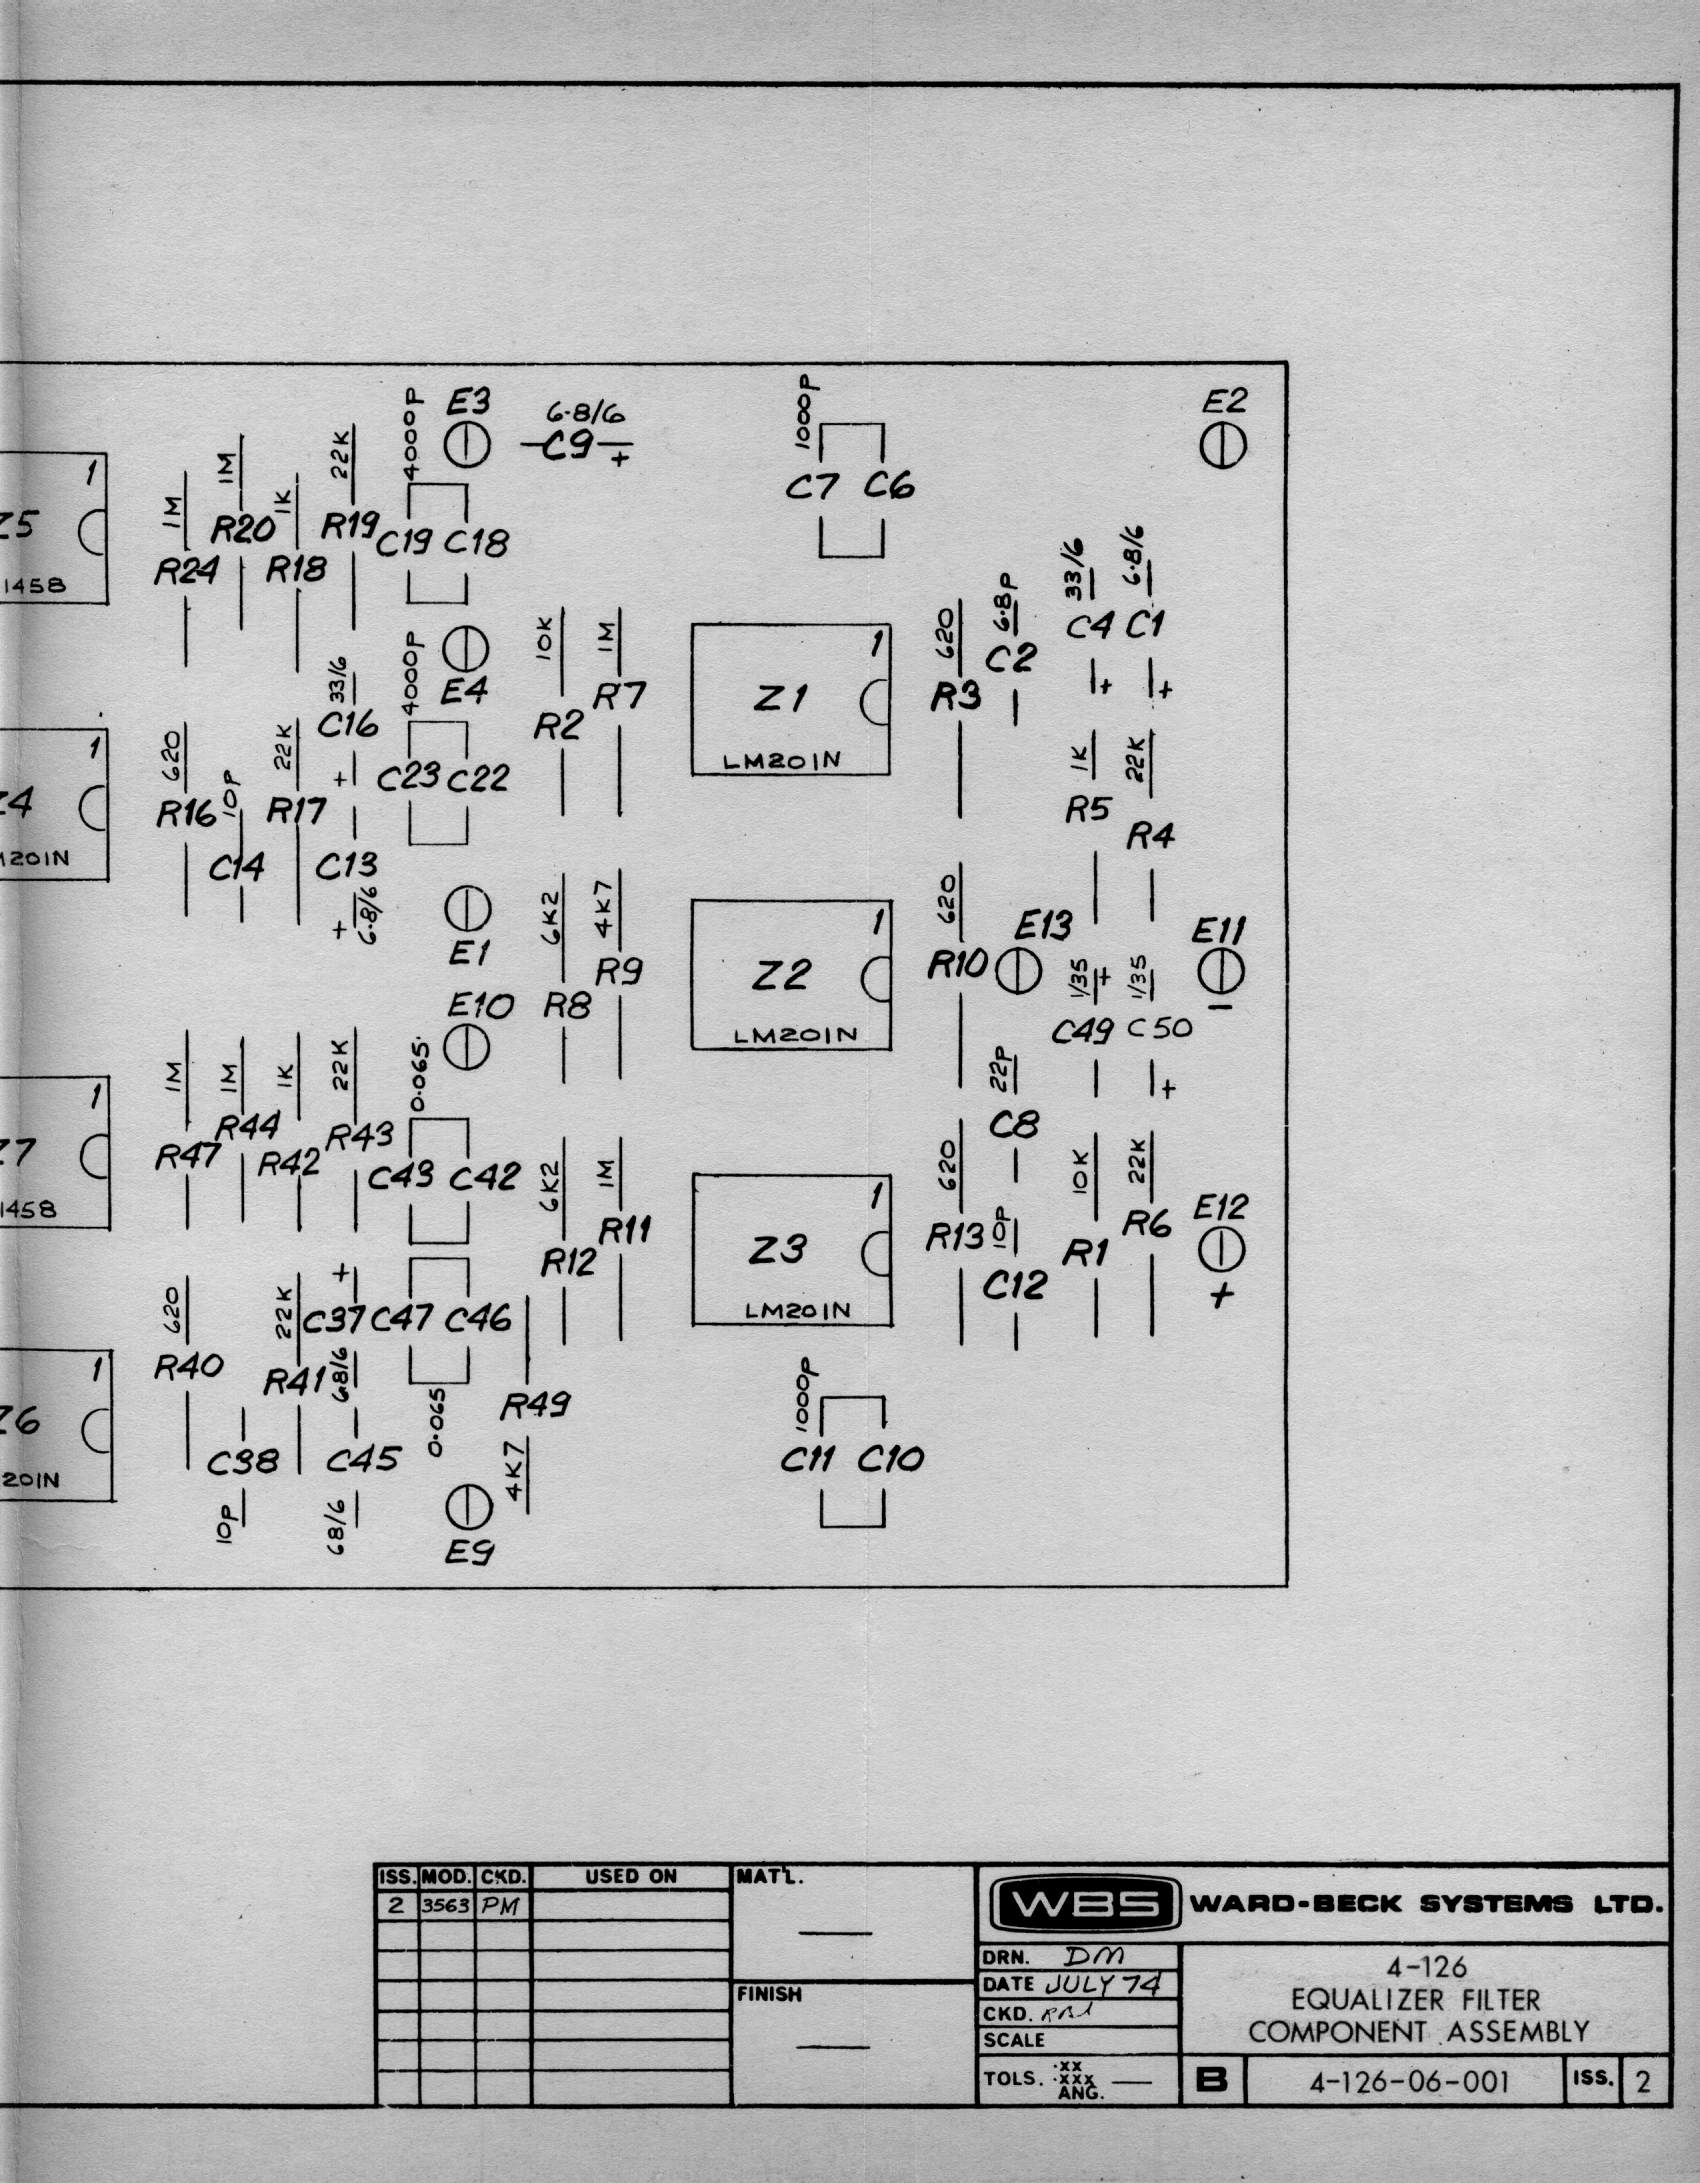 E3
6.8/6
-C9-
+
4000P
1000P
E2
C7 C6
1
Z5
1458
1M
R24
1M
R20
1K
R18
22K
R19
C19 C18
33/6
C4
+
6.8/6
C1
+
6.8P
C2
620
R3
10K
R2
1M
R7
1
Z1
LM201N
4000P
E4
33/6
C16
+
C23 C22
1
Z4
M201N
620
R16
10P
C14
22K
R17
C13
+
6.8/6
1K
R5
22K
R4
E1
6K2
R8
4K7
R9
1
Z2
LM201N
620
R10
E13
E11
-
1/35
+
C49
1/35
C50
+
E10
1
Z7
1458
1M
R47
1M
R44
1K
R42
22K
R43
0.065
C43 C42
22P
C8
6K2
R12
1M
R11
1
Z3
LM201N
620
R13
10P
C12
10K
R1
22K
R6
E12
+
1
Z6
201N
620
R40
22K
R41
+
C37
68/6
C47 C46
0.065
R49
4K7
C38
10P
C45
68/6
1000P
C11 C10
E9
ISS. MOD. CKD. USED ON
2 3563 PM
MAT'L.
FINISH
WBS WARD-BECK SYSTEMS LTD.
DRN. DM
DATE JULY 74
CKD.
SCALE
TOLS. .XX
.XXX
ANG.
4-126
EQUALIZER FILTER
COMPONENT ASSEMBLY
B 4-126-06-001 ISS. 2